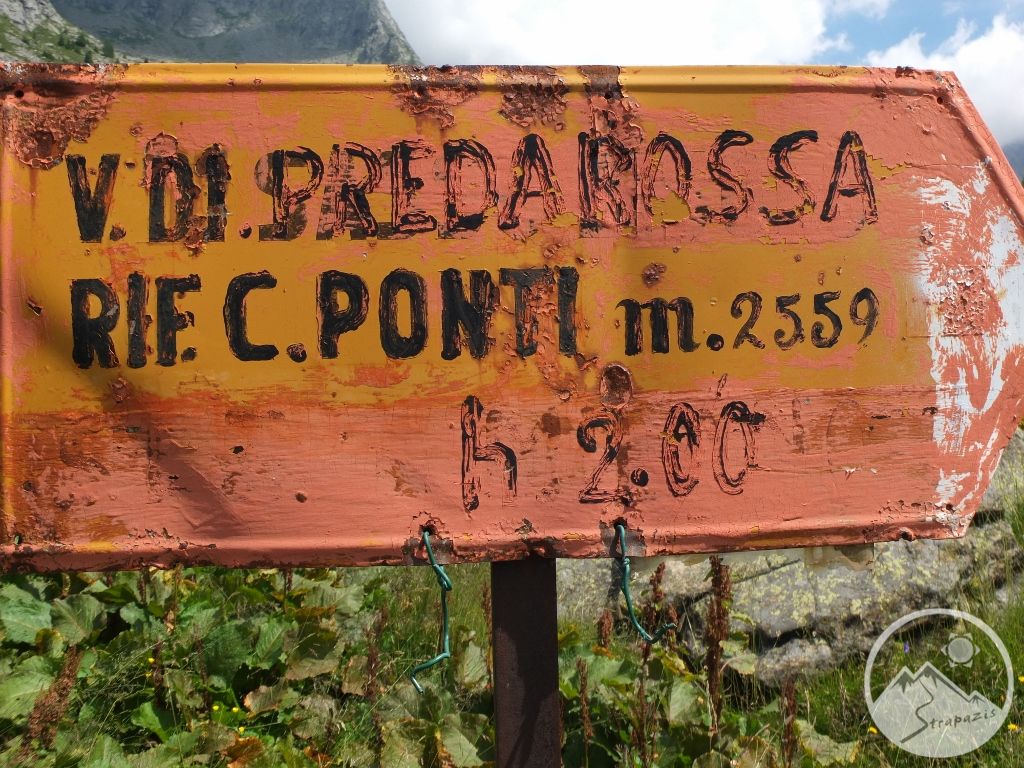 V. DI. PREDAROSSA
RIF. C. PONTI m. 2559
h 2.00
STRAPAZIS